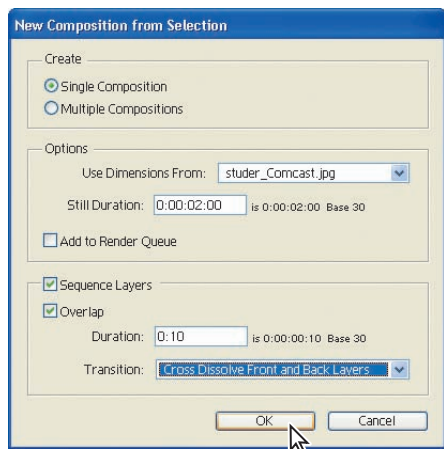 New Composition from Selection
Create
Single Composition
Multiple Compositions
Options
Use Dimensions From: studer_Comcast.jpg
Still Duration: 0:00:02:00 is 0:00:02:00 Base 30
Add to Render Queue
Sequence Layers
Overlap
Duration: 0:10 is 0:00:00:10 Base 30
Transition: Cross Dissolve Front and Back Layers
OK Cancel